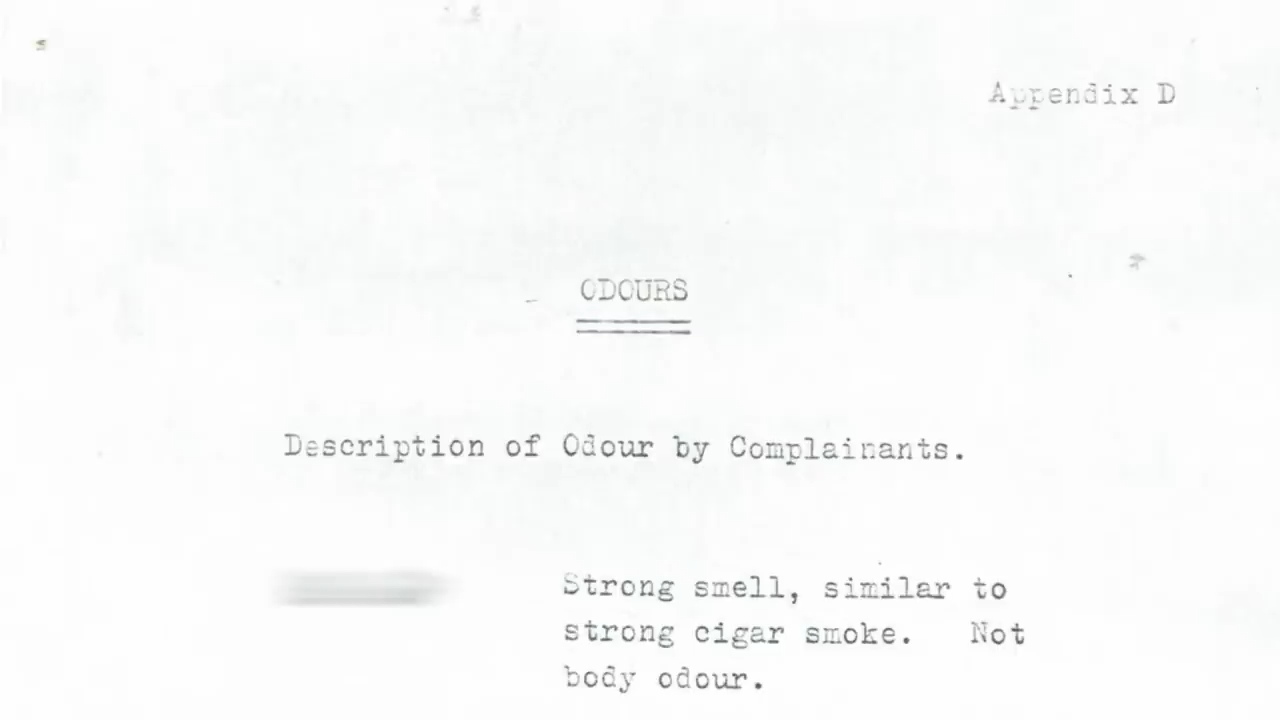 Appendix D
ODOURS
Description of Odour by Complainants.
Strong smell, similar to
strong cigar smoke. Not
body odour.